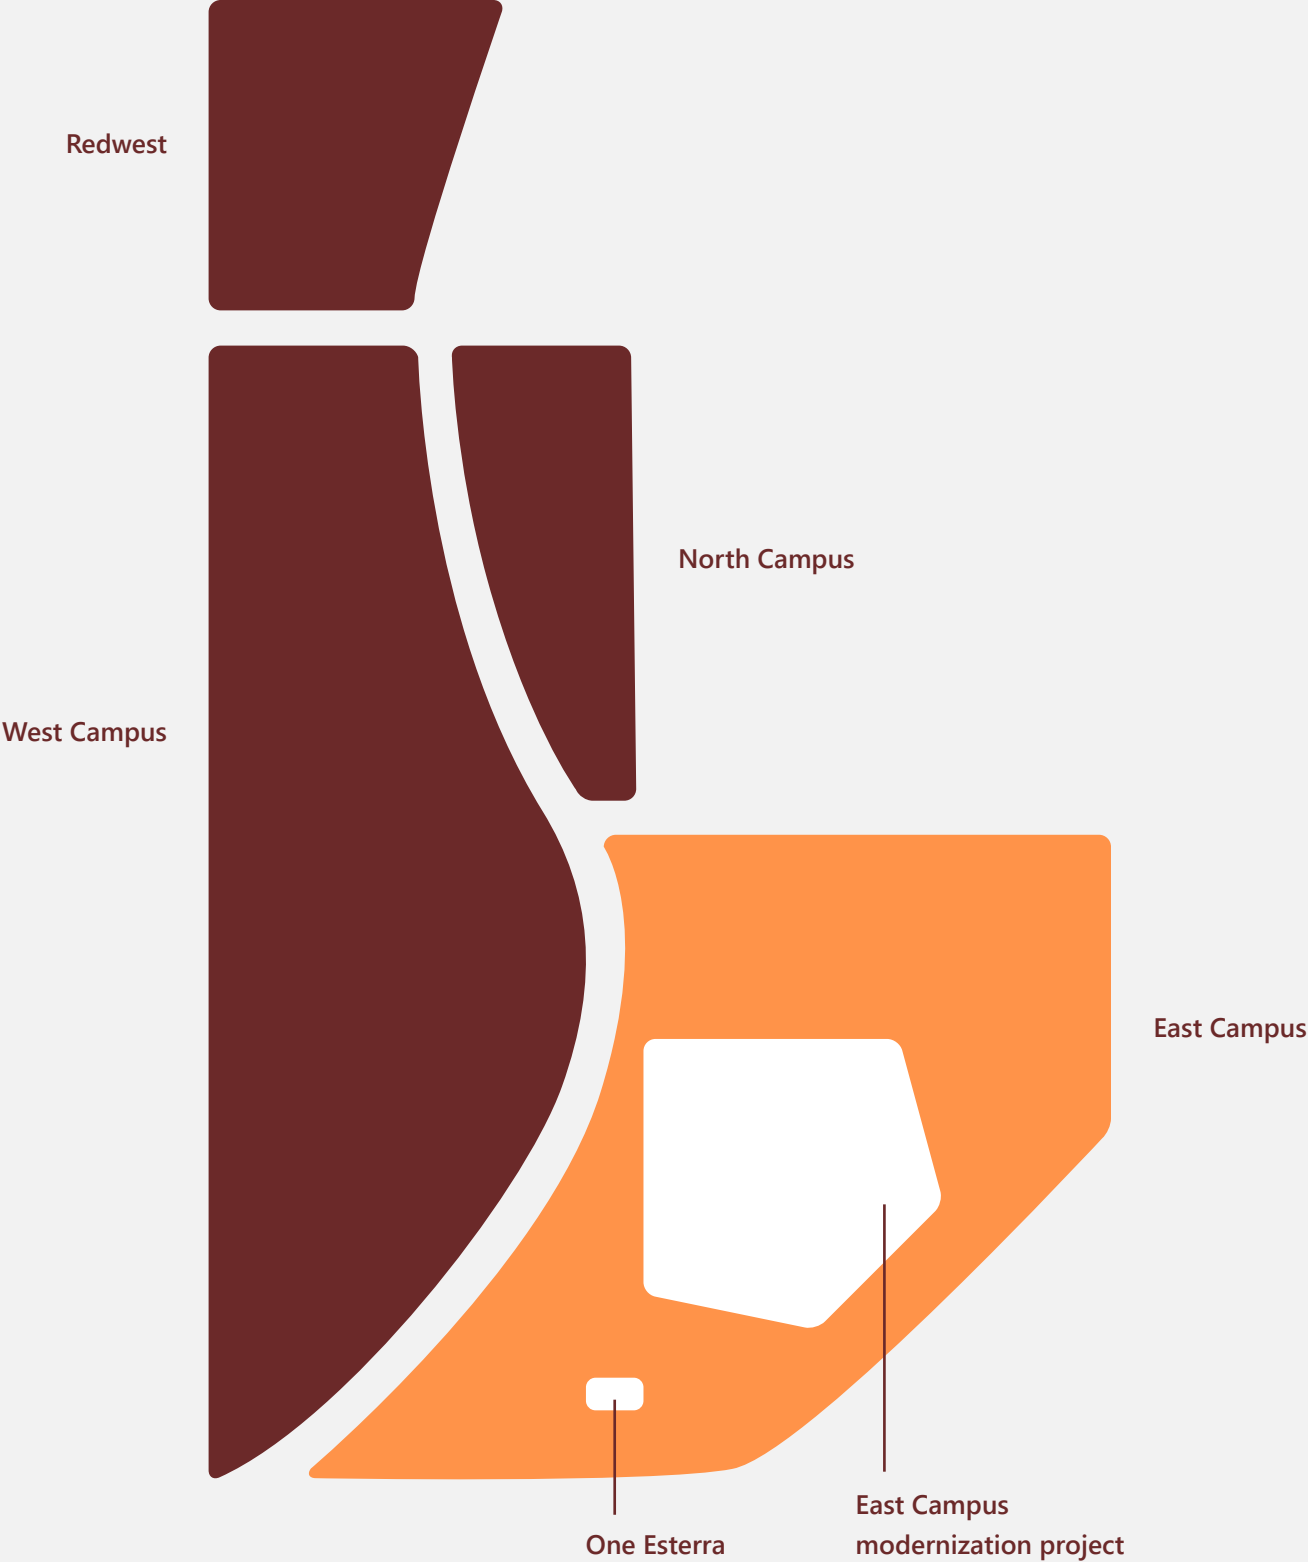 Redwest
North Campus
West Campus
East Campus
East Campus
modernization project
One Esterra